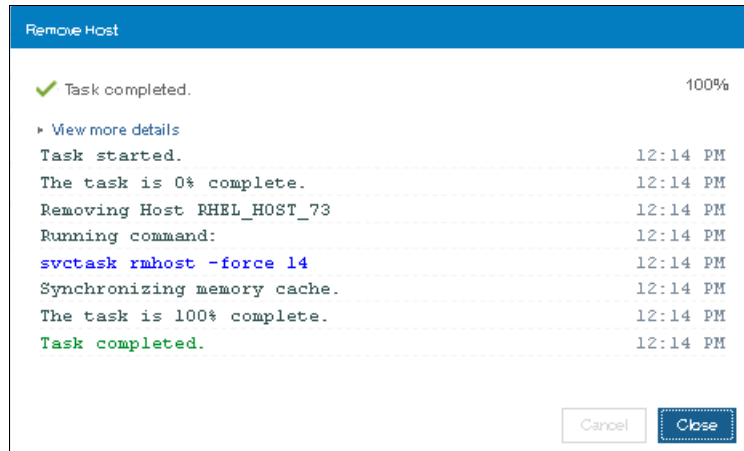 Remove Host
Task completed. 100%
View more details
Task started. 12:14 PM
The task is 0% complete. 12:14 PM
Removing Host RHEL_HOST_73 12:14 PM
Running command: 12:14 PM
svctask rmhost -force 14 12:14 PM
Synchronizing memory cache. 12:14 PM
The task is 100% complete. 12:14 PM
Task completed. 12:14 PM
Cancel Close